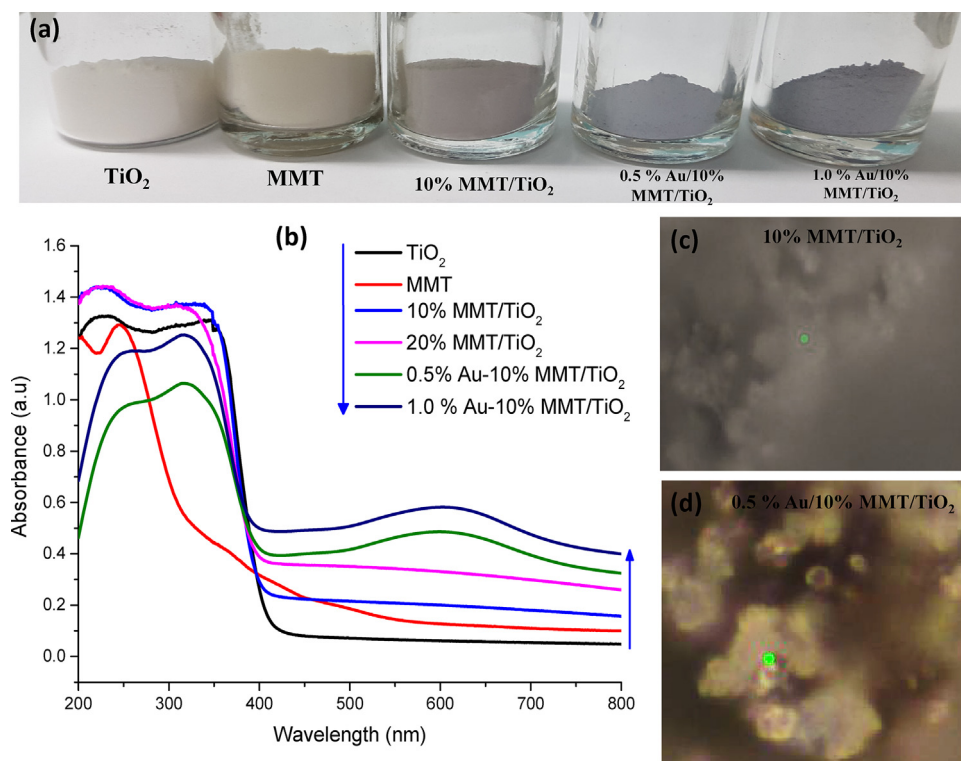 (a)
TiO₂
MMT
10% MMT/TiO₂
0.5 % Au/10%
MMT/TiO₂
1.0 % Au/10%
MMT/TiO₂
(b)
TiO₂
MMT
10% MMT/TiO₂
20% MMT/TiO₂
0.5% Au-10% MMT/TiO₂
1.0 % Au-10% MMT/TiO₂
1.6
1.4
1.2
1.0
0.8
0.6
0.4
0.2
0.0
Absorbance (a.u)
200
300
400
500
600
700
800
Wavelength (nm)
(c)
10% MMT/TiO₂
(d)
0.5 % Au/10% MMT/TiO₂